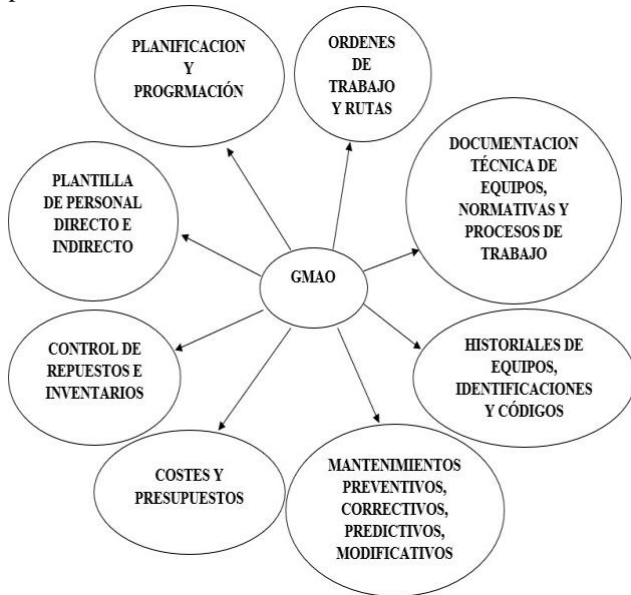 PLANIFICACION
Y
PROGRMACIÓN
ORDENES
DE
TRABAJO
Y RUTAS
DOCUMENTACION
TÉCNICA DE
EQUIPOS,
NORMATIVAS Y
PROCESOS DE
TRABAJO
PLANTILLA
DE PERSONAL
DIRECTO E
INDIRECTO
GMAO
CONTROL DE
REPUESTOS E
INVENTARIOS
HISTORIALES DE
EQUIPOS,
IDENTIFICACIONES
Y CÓDIGOS
COSTES Y
PRESUPUESTOS
MANTENIMIENTOS
PREVENTIVOS,
CORRECTIVOS,
PREDICTIVOS,
MODIFICATIVOS